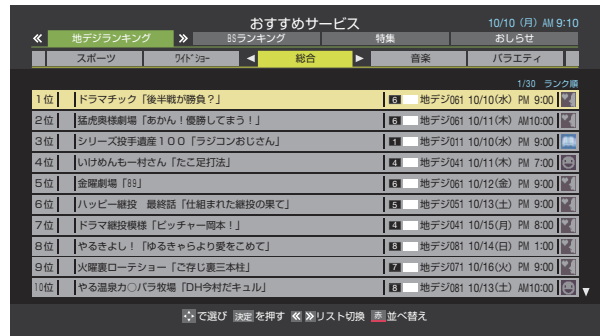 おすすめサービス
10/10（月）AM 9:10
≪ 地デジランキング ≫ BSランキング 特集 おしらせ
スポーツ ワイドショー ◀ 総合 ▶ 音楽 バラエティ
1/30 ランク順
1位 ドラマチック「後半戦が勝負？」 6 地デジ061 10/10(水) PM 9:00
2位 猛虎奥様劇場「あかん！優勝してまう！」 6 地デジ061 10/11(木) AM10:00
3位 シリーズ投手遺産１００「ラジコンおじさん」 1 地デジ011 10/10(水) PM 9:00
4位 いけめんもー村さん「たこ足打法」 4 地デジ041 10/11(木) PM 7:00
5位 金曜劇場「89」 6 地デジ061 10/12(金) PM 9:00
6位 ハッピー継投 最終話「仕組まれた継投の果て」 5 地デジ051 10/13(土) PM 9:00
7位 ドラマ継投模様「ピッチャー岡本！」 4 地デジ041 10/15(月) PM 8:00
8位 やるきよし！「ゆるきゃらより愛をこめて」 8 地デジ081 10/14(日) PM 1:00
9位 火曜裏ローテショー「ご存じ裏三本柱」 7 地デジ071 10/16(火) PM 9:00
10位 やる温泉カ○バラ牧場「DH今村だキュル」 8 地デジ081 10/13(土) AM10:00
で選び 決定 を押す ≪ ≫ リスト切換 赤 並べ替え